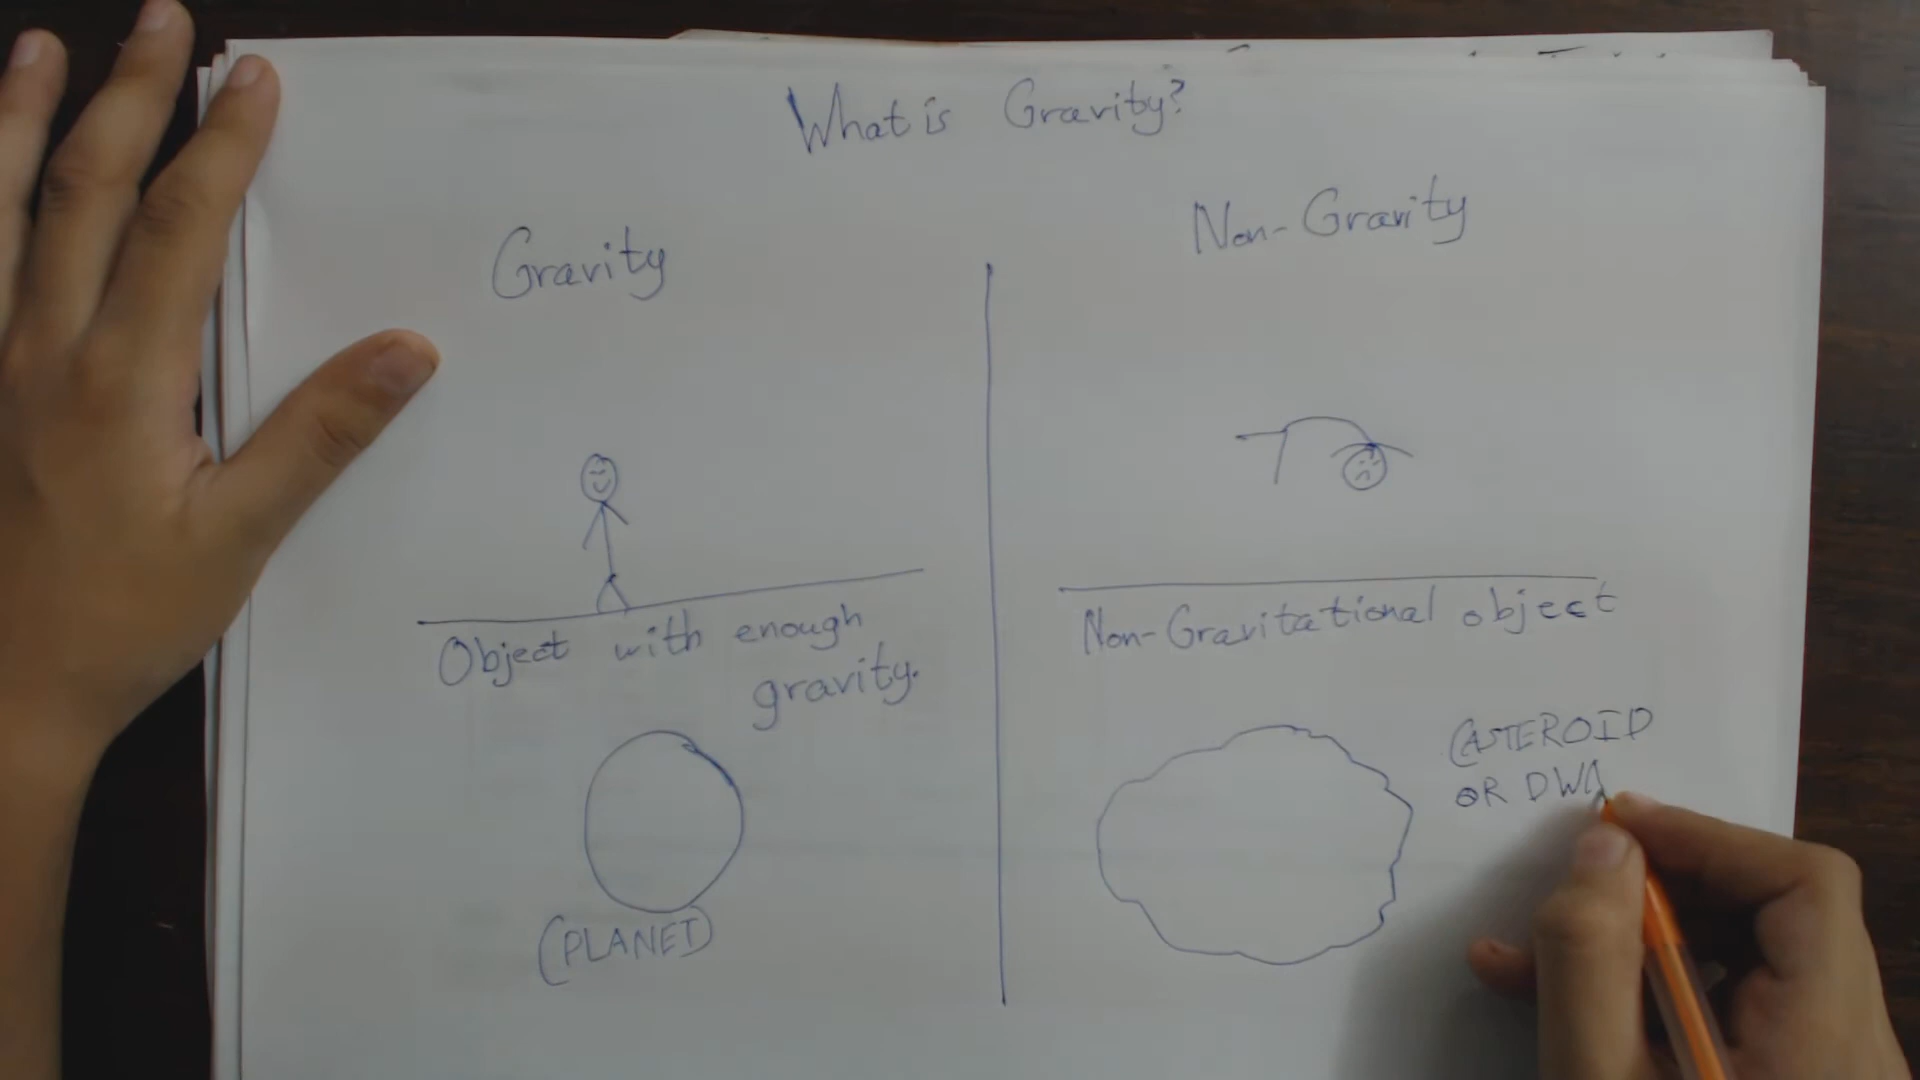 What is Gravity?
Gravity
Object with enough
gravity.
(PLANET)
Non-Gravity
Non-Gravitational object
(ASTEROID
OR DWA